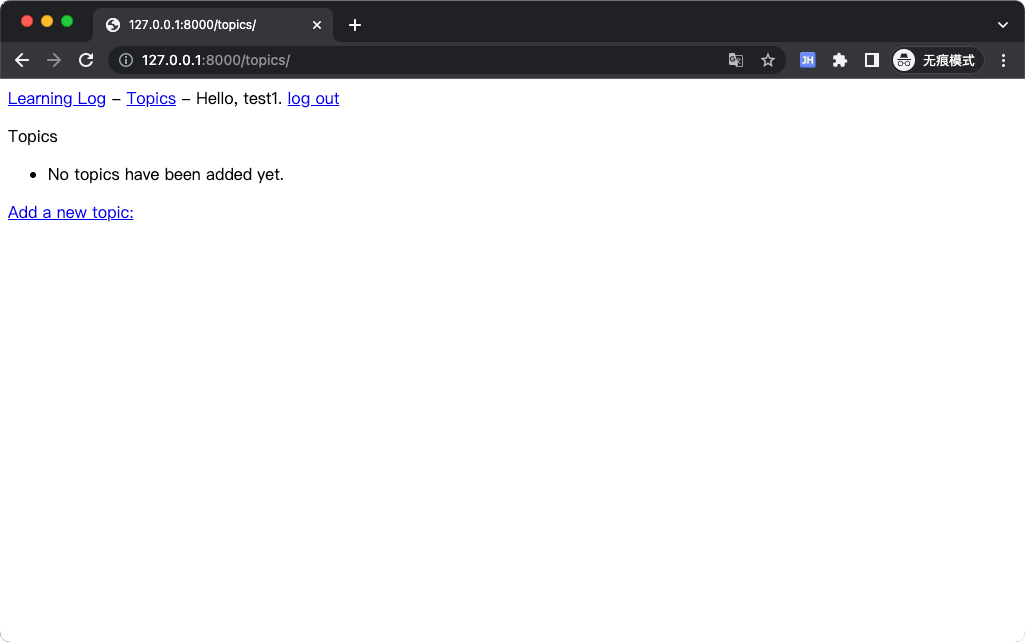 127.0.0.1:8000/topics/
127.0.0.1:8000/topics/
JH
无痕模式
Learning Log - Topics - Hello, test1. log out
Topics
• No topics have been added yet.
Add a new topic: